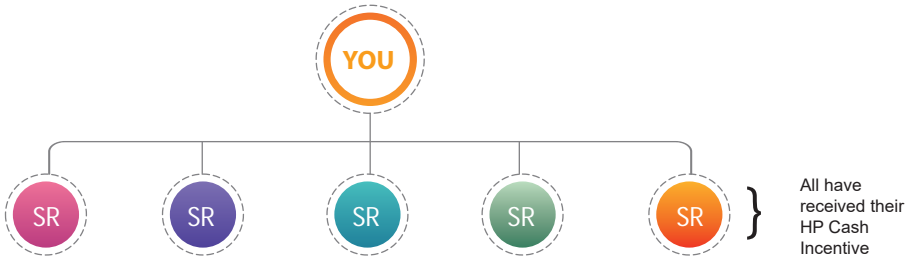 YOU
SR SR SR SR SR
All have
received their
HP Cash
Incentive